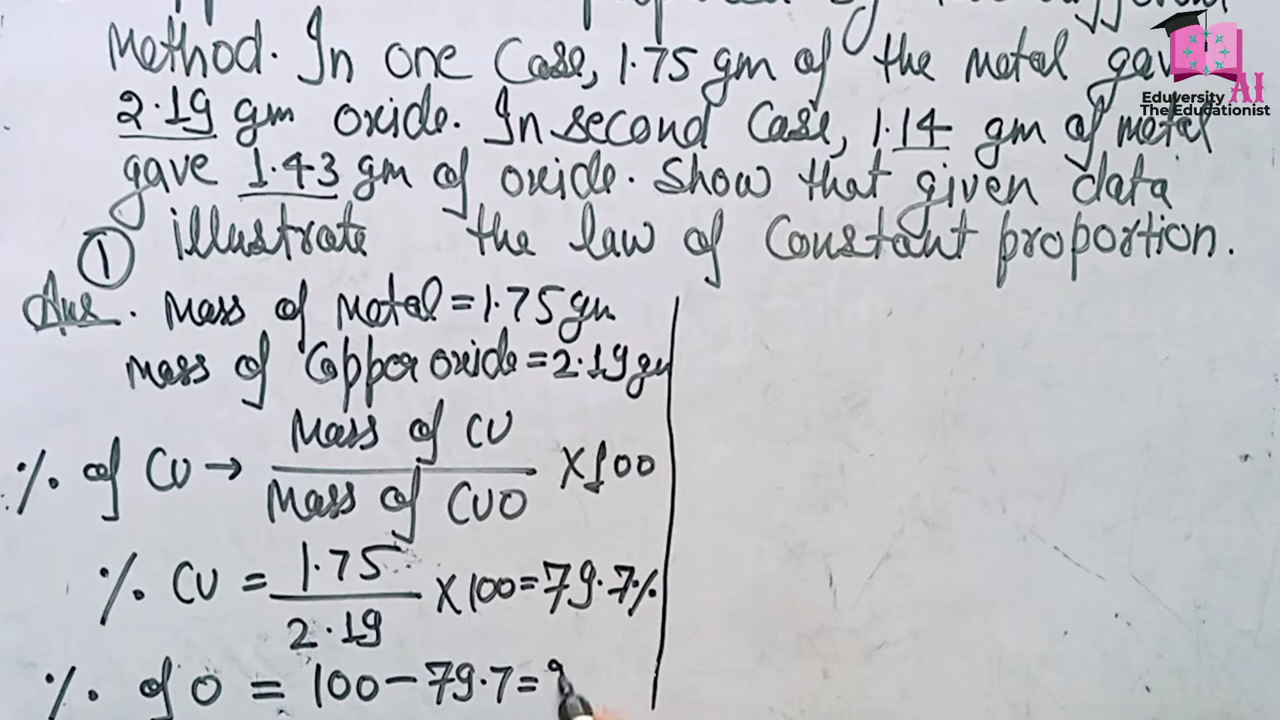 Method. In one Case, 1.75 gm of the Metal gav
2.19 gm oxide. In second Case, 1.14 gm of metal
gave 1.43 gm of oxide. Show that given data
① illustrate the law of Constant proportion.
Ans. Mass of Metal = 1.75 gm
Mass of Copper oxide = 2.19 gm
% of CU → Mass of CU / Mass of CUO × 100
% CU = 1.75 / 2.19 × 100 = 79.7%
% of O = 100 - 79.7 =
Eduversity AI
The Educationist